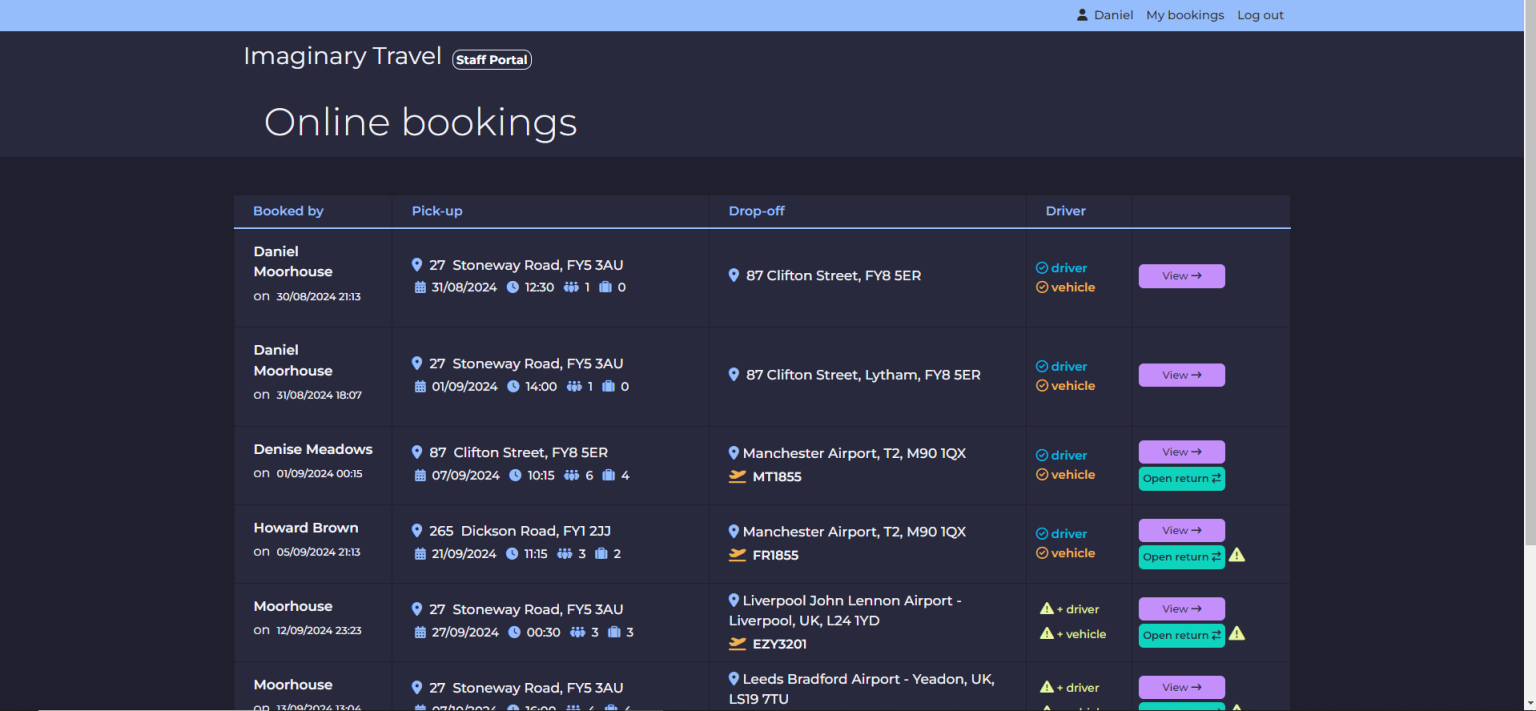 Daniel My bookings Log out
Imaginary Travel Staff Portal
Online bookings
Booked by Pick-up Drop-off Driver
Daniel
Moorhouse
on 30/08/2024 21:13
27 Stoneway Road, FY5 3AU
31/08/2024 12:30 1 0
87 Clifton Street, FY8 5ER
driver
vehicle
View →
Daniel
Moorhouse
on 31/08/2024 18:07
27 Stoneway Road, FY5 3AU
01/09/2024 14:00 1 0
87 Clifton Street, Lytham, FY8 5ER
driver
vehicle
View →
Denise Meadows
on 01/09/2024 00:15
87 Clifton Street, FY8 5ER
07/09/2024 10:15 6 4
Manchester Airport, T2, M90 1QX
MT1855
driver
vehicle
View →
Open return ⇄
Howard Brown
on 05/09/2024 21:13
265 Dickson Road, FY1 2JJ
21/09/2024 11:15 3 2
Manchester Airport, T2, M90 1QX
FR1855
driver
vehicle
View →
Open return ⇄
Moorhouse
on 12/09/2024 23:23
27 Stoneway Road, FY5 3AU
27/09/2024 00:30 3 3
Liverpool John Lennon Airport -
Liverpool, UK, L24 1YD
EZY3201
+ driver
+ vehicle
View →
Open return ⇄
Moorhouse
on 13/09/2024 13:04
27 Stoneway Road, FY5 3AU
07/10/2024 16:00 4 4
Leeds Bradford Airport - Yeadon, UK,
LS19 7TU
+ driver
View →